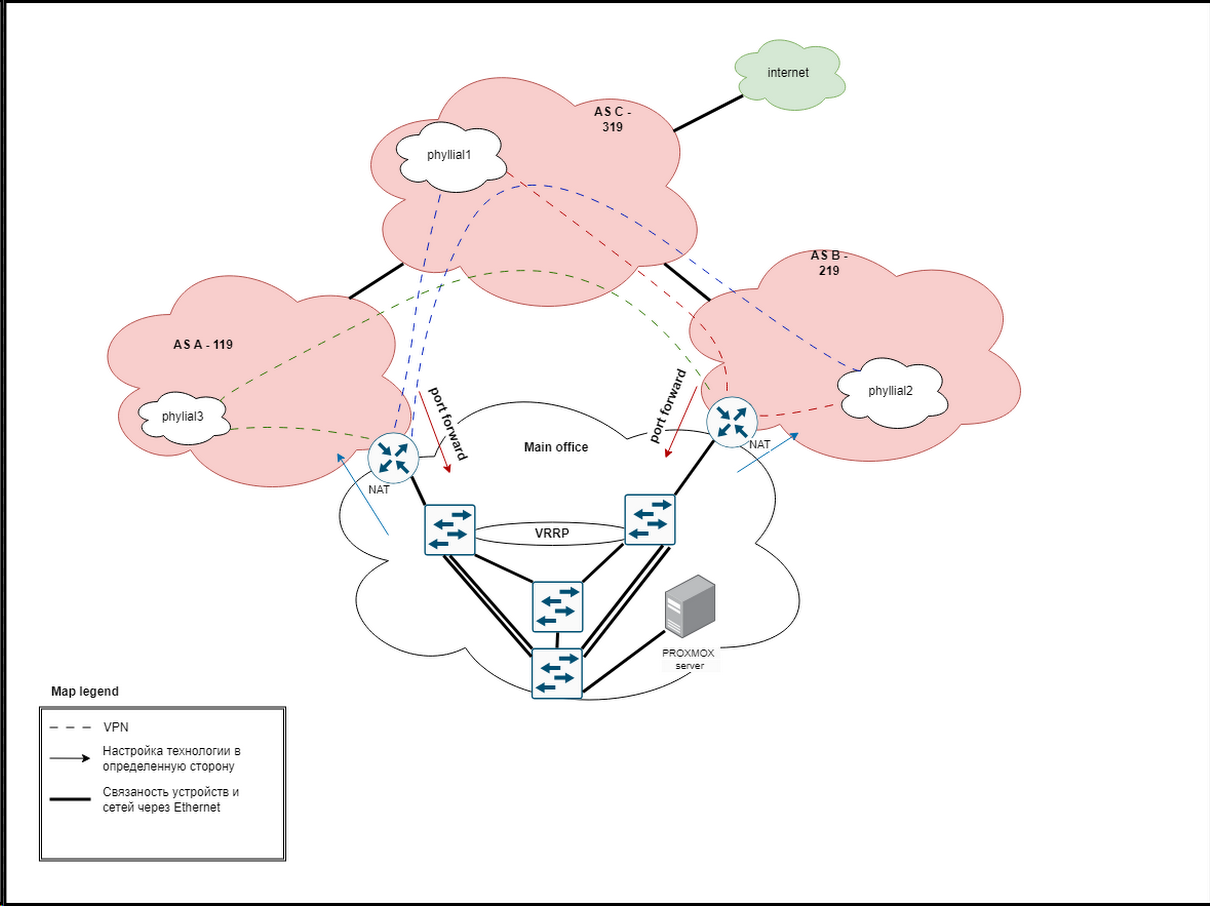 internet
AS C -
319
phyllial1
AS B -
219
AS A - 119
phyllial2
phyllial3
port forward
port forward
Main office
NAT
NAT
VRRP
PROXMOX
server
Map legend
VPN
Настройка технологии в
определенную сторону
Связаность устройств и
сетей через Ethernet